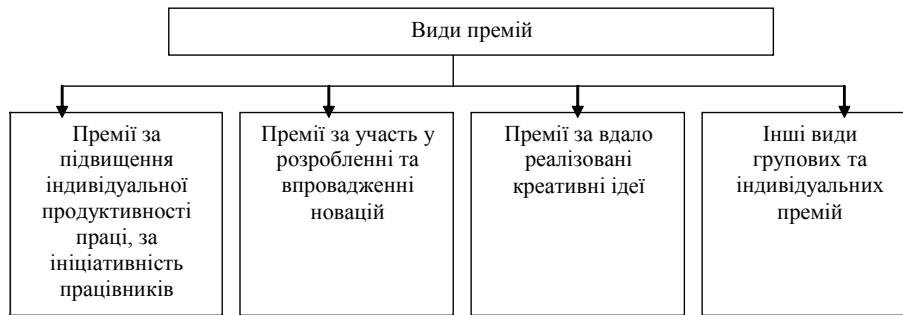 Види премій
Премії за
підвищення
індивідуальної
продуктивності
праці, за
ініціативність
працівників
Премії за участь у
розробленні та
впровадженні
новацій
Премії за вдало
реалізовані
креативні ідеї
Інші види
групових та
індивідуальних
премій